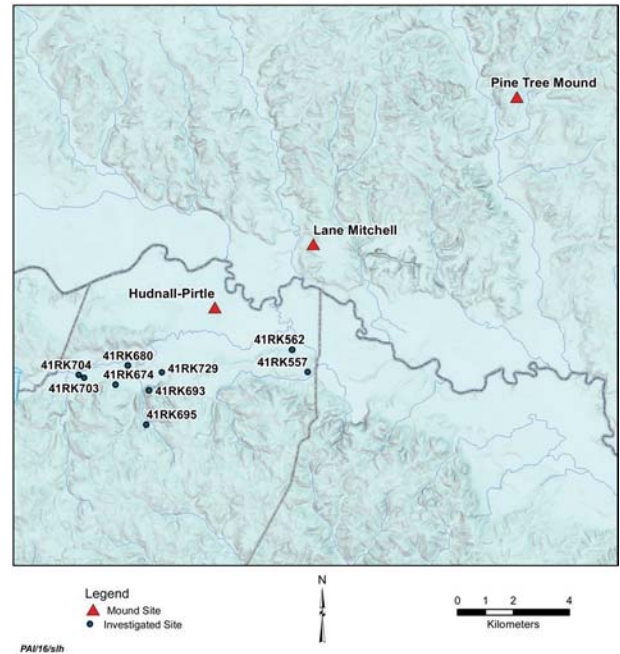 Pine Tree Mound
Lane Mitchell
Hudnall-Pirtle
41RK562
41RK680
41RK704
41RK729
41RK557
41RK674
41RK703
41RK693
41RK695
Legend
Mound Site
Investigated Site
N
0 1 2 4
Kilometers
PAI/16/slh